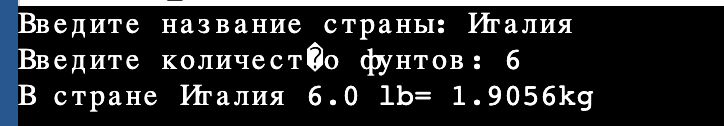 Введите название страны: Италия
Введите количест�о фунтов: 6
В стране Италия 6.0 lb= 1.9056kg